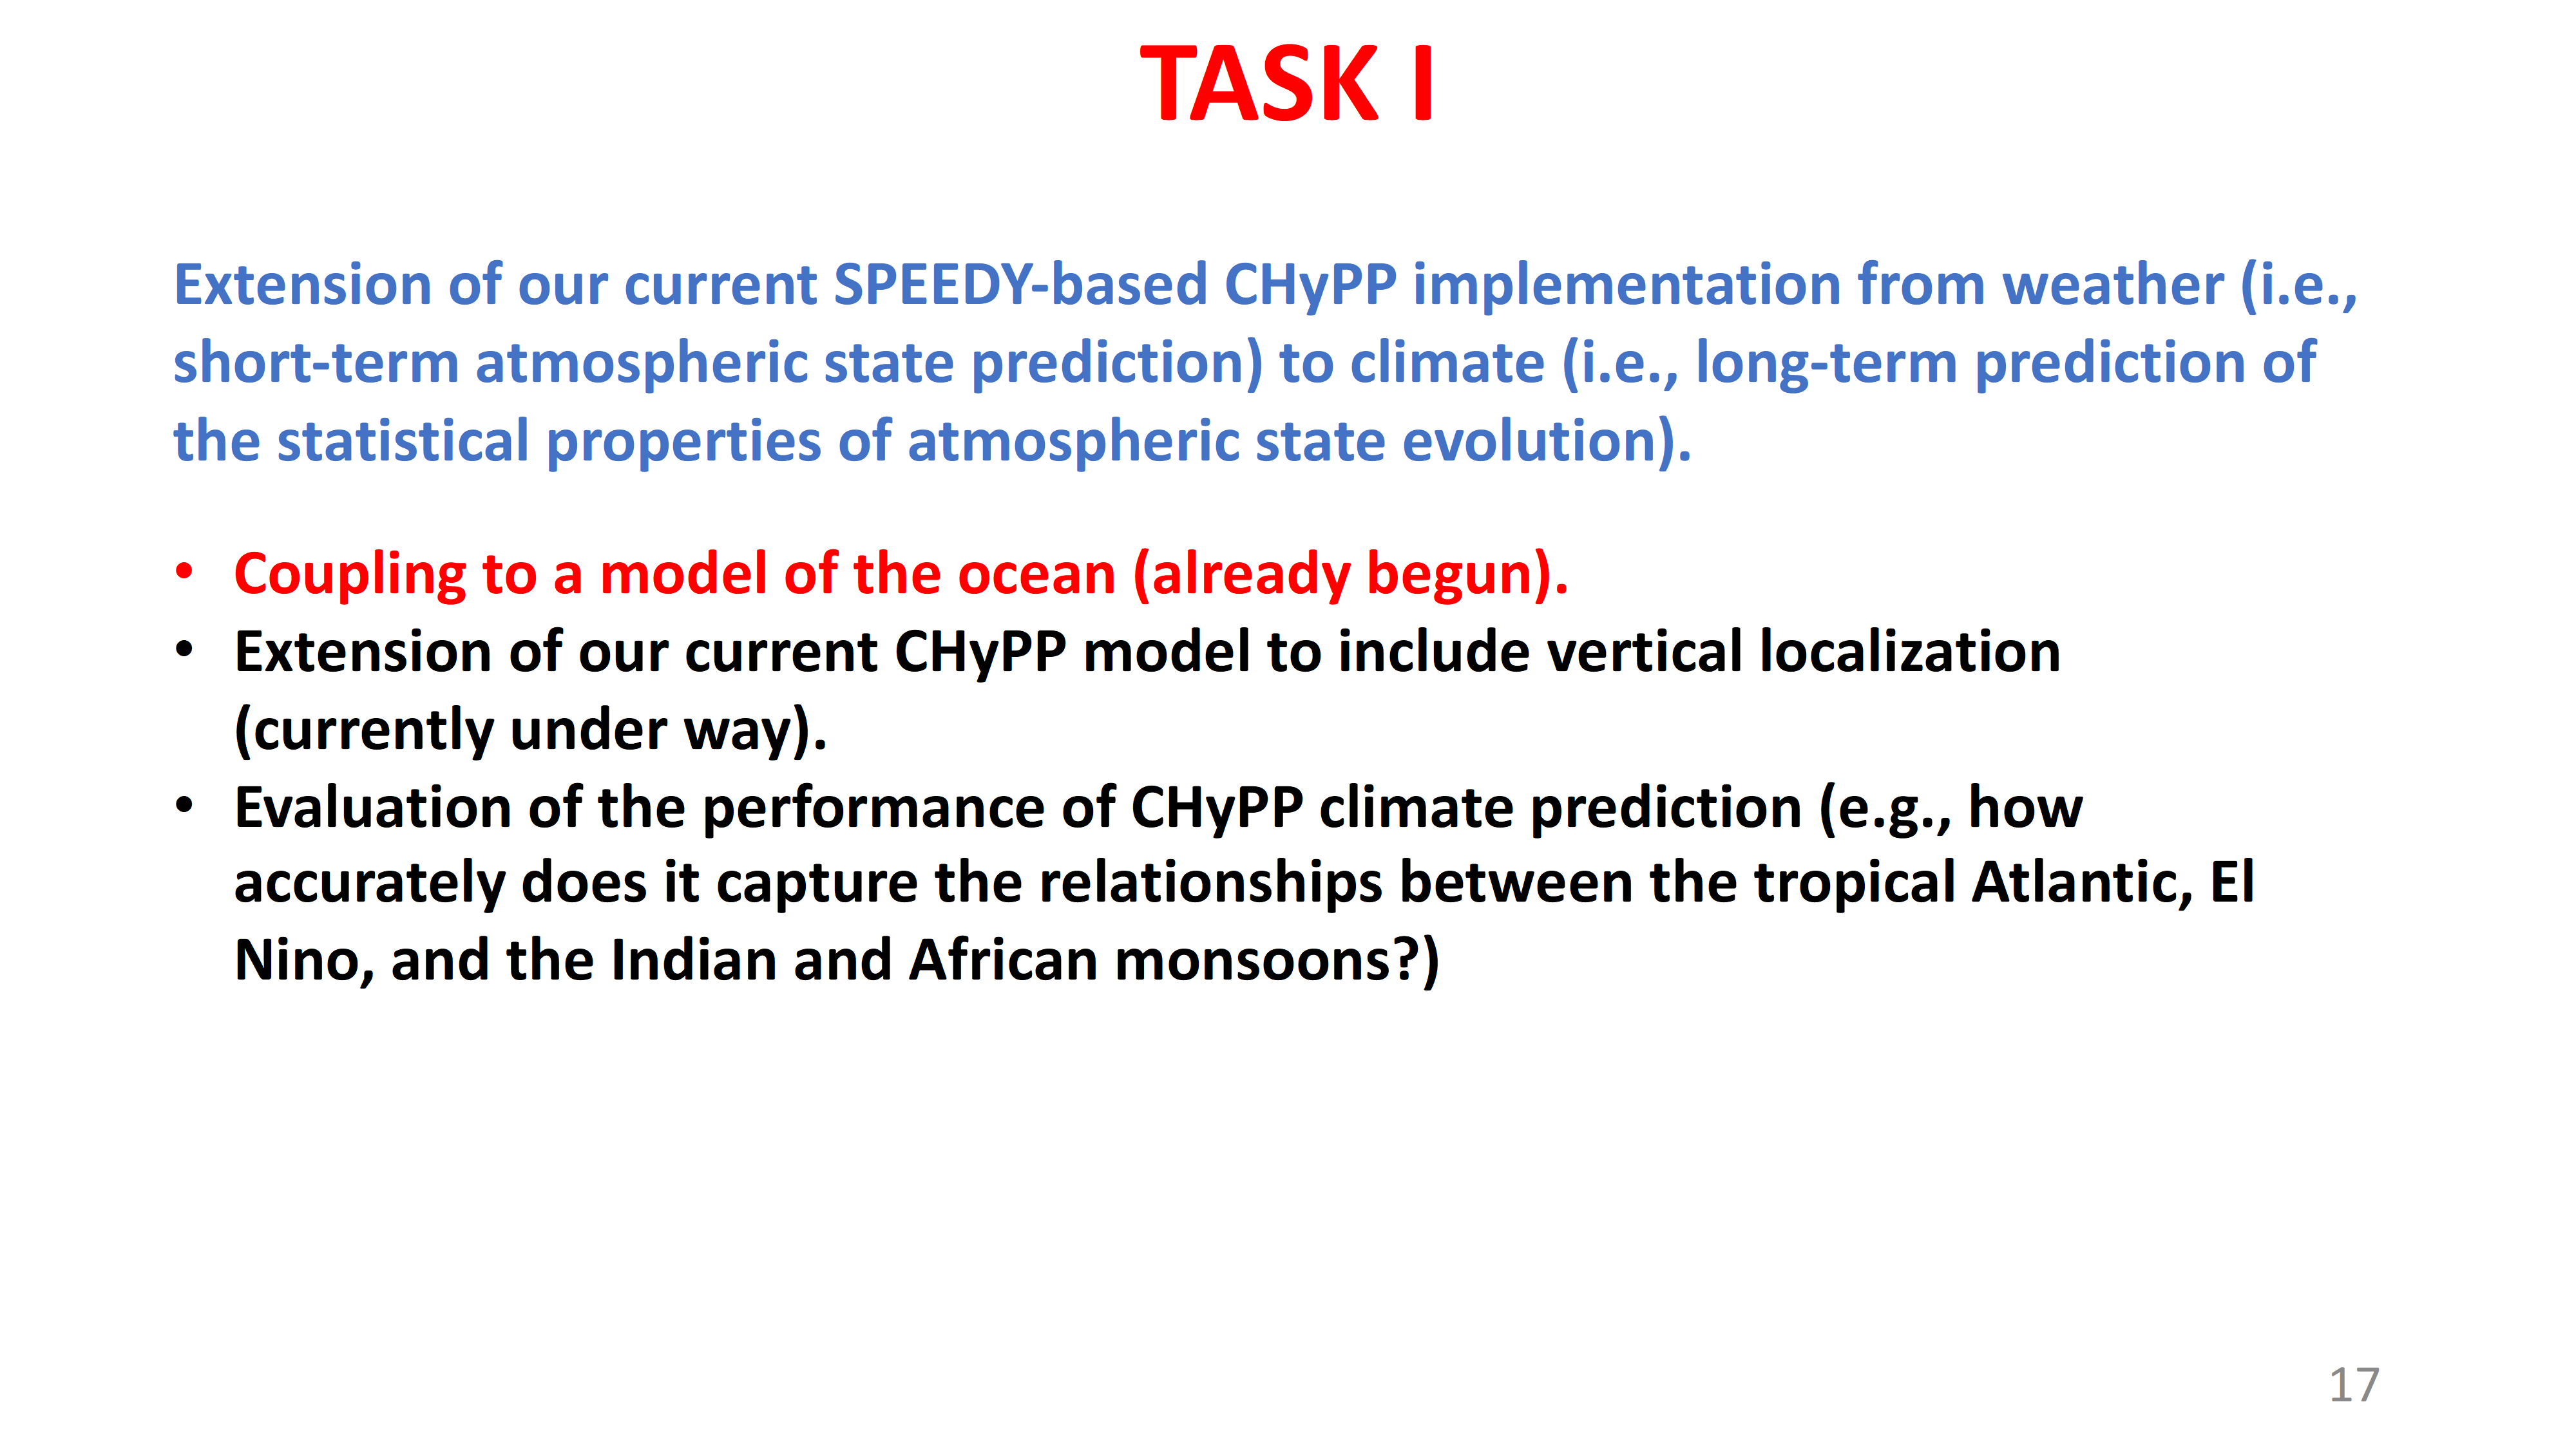 TASK I
Extension of our current SPEEDY-based CHyPP implementation from weather (i.e.,
short-term atmospheric state prediction) to climate (i.e., long-term prediction of
the statistical properties of atmospheric state evolution).
• Coupling to a model of the ocean (already begun).
• Extension of our current CHyPP model to include vertical localization
(currently under way).
• Evaluation of the performance of CHyPP climate prediction (e.g., how
accurately does it capture the relationships between the tropical Atlantic, El
Nino, and the Indian and African monsoons?)
17